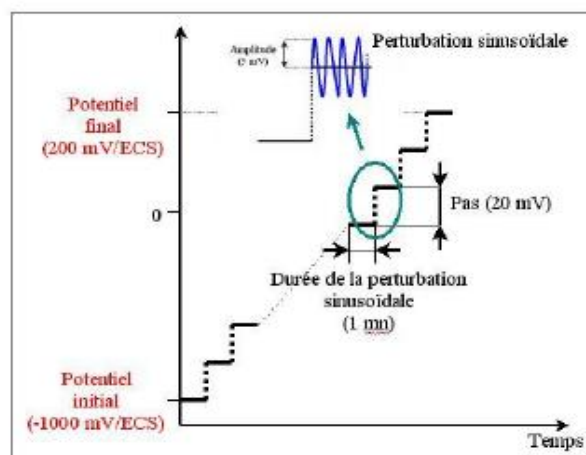 Amplitude
(7 mV)
Perturbation sinusoïdale
Potentiel
final
(200 mV/ECS)
0
Pas (20 mV)
Durée de la perturbation
sinusoïdale
(1 mn)
Potentiel
initial
(-1000 mV/ECS)
Temps